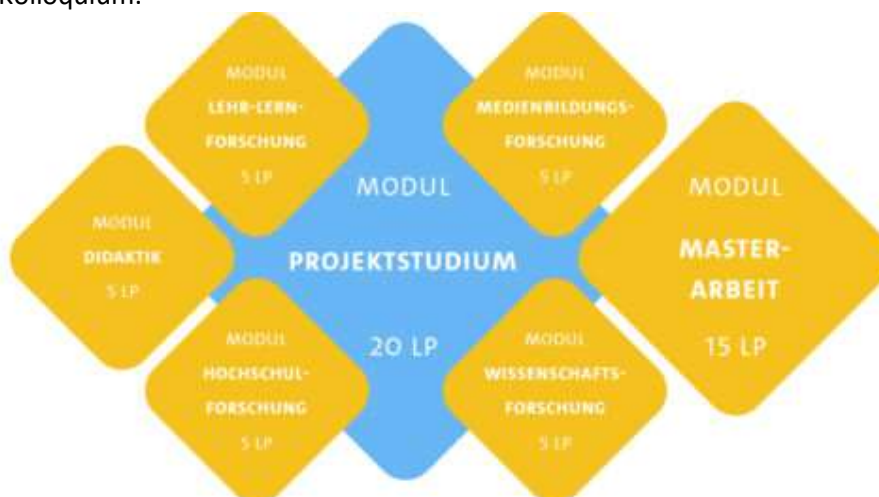 Kolloquium.
MODUL
LEHR-LERN-
FORSCHUNG
5 LP
MODUL
MEDIENBILDUNGS-
FORSCHUNG
5 LP
MODUL
DIDAKTIK
5 LP
MODUL
PROJEKTSTUDIUM
20 LP
MODUL
MASTER-
ARBEIT
15 LP
MODUL
HOCHSCHUL-
FORSCHUNG
5 LP
MODUL
WISSENSCHAFTS-
FORSCHUNG
5 LP